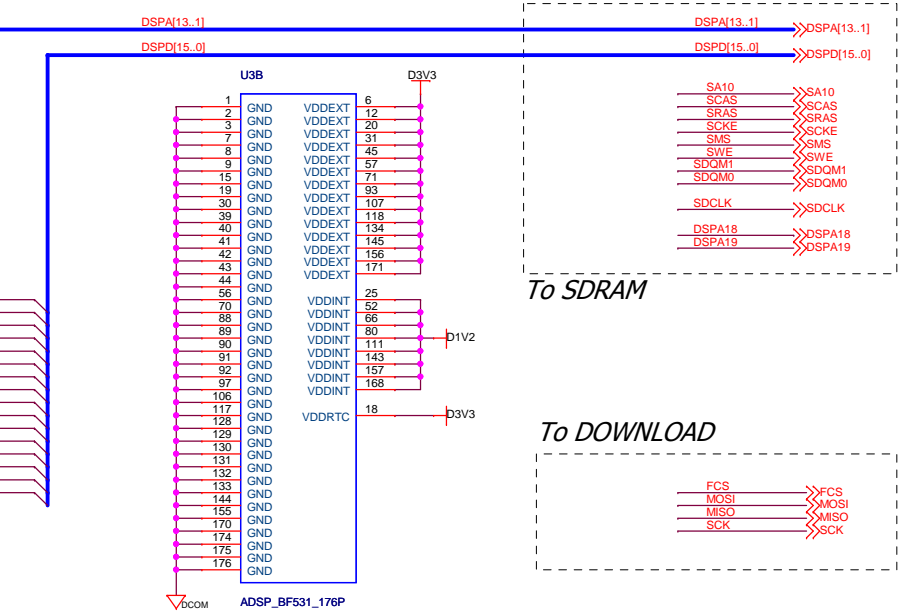 DSPA[13..1] DSPA[13..1] DSPA[13..1]
DSPD[15..0] DSPD[15..0] DSPD[15..0]
U3B D3V3
SA10 SA10
SCAS SCAS
SRAS SRAS
SCKE SCKE
SMS SMS
SWE SWE
SDQM1 SDQM1
SDQM0 SDQM0
SDCLK SDCLK
DSPA18 DSPA18
DSPA19 DSPA19
To SDRAM
1 GND VDDEXT 6
2 GND VDDEXT 12
3 GND VDDEXT 20
7 GND VDDEXT 31
8 GND VDDEXT 45
9 GND VDDEXT 57
15 GND VDDEXT 71
19 GND VDDEXT 93
30 GND VDDEXT 107
39 GND VDDEXT 118
40 GND VDDEXT 134
41 GND VDDEXT 145
42 GND VDDEXT 156
43 GND VDDEXT 171
44 GND
56 GND VDDINT 25
70 GND VDDINT 52
88 GND VDDINT 66
89 GND VDDINT 80 D1V2
90 GND VDDINT 111
91 GND VDDINT 143
92 GND VDDINT 157
97 GND VDDINT 168
106 GND
117 GND VDDRTC 18 D3V3
128 GND
129 GND
130 GND
131 GND
132 GND
133 GND
144 GND
155 GND
170 GND
174 GND
175 GND
176 GND
To DOWNLOAD
FCS FCS
MOSI MOSI
MISO MISO
SCK SCK
DCOM ADSP_BF531_176P